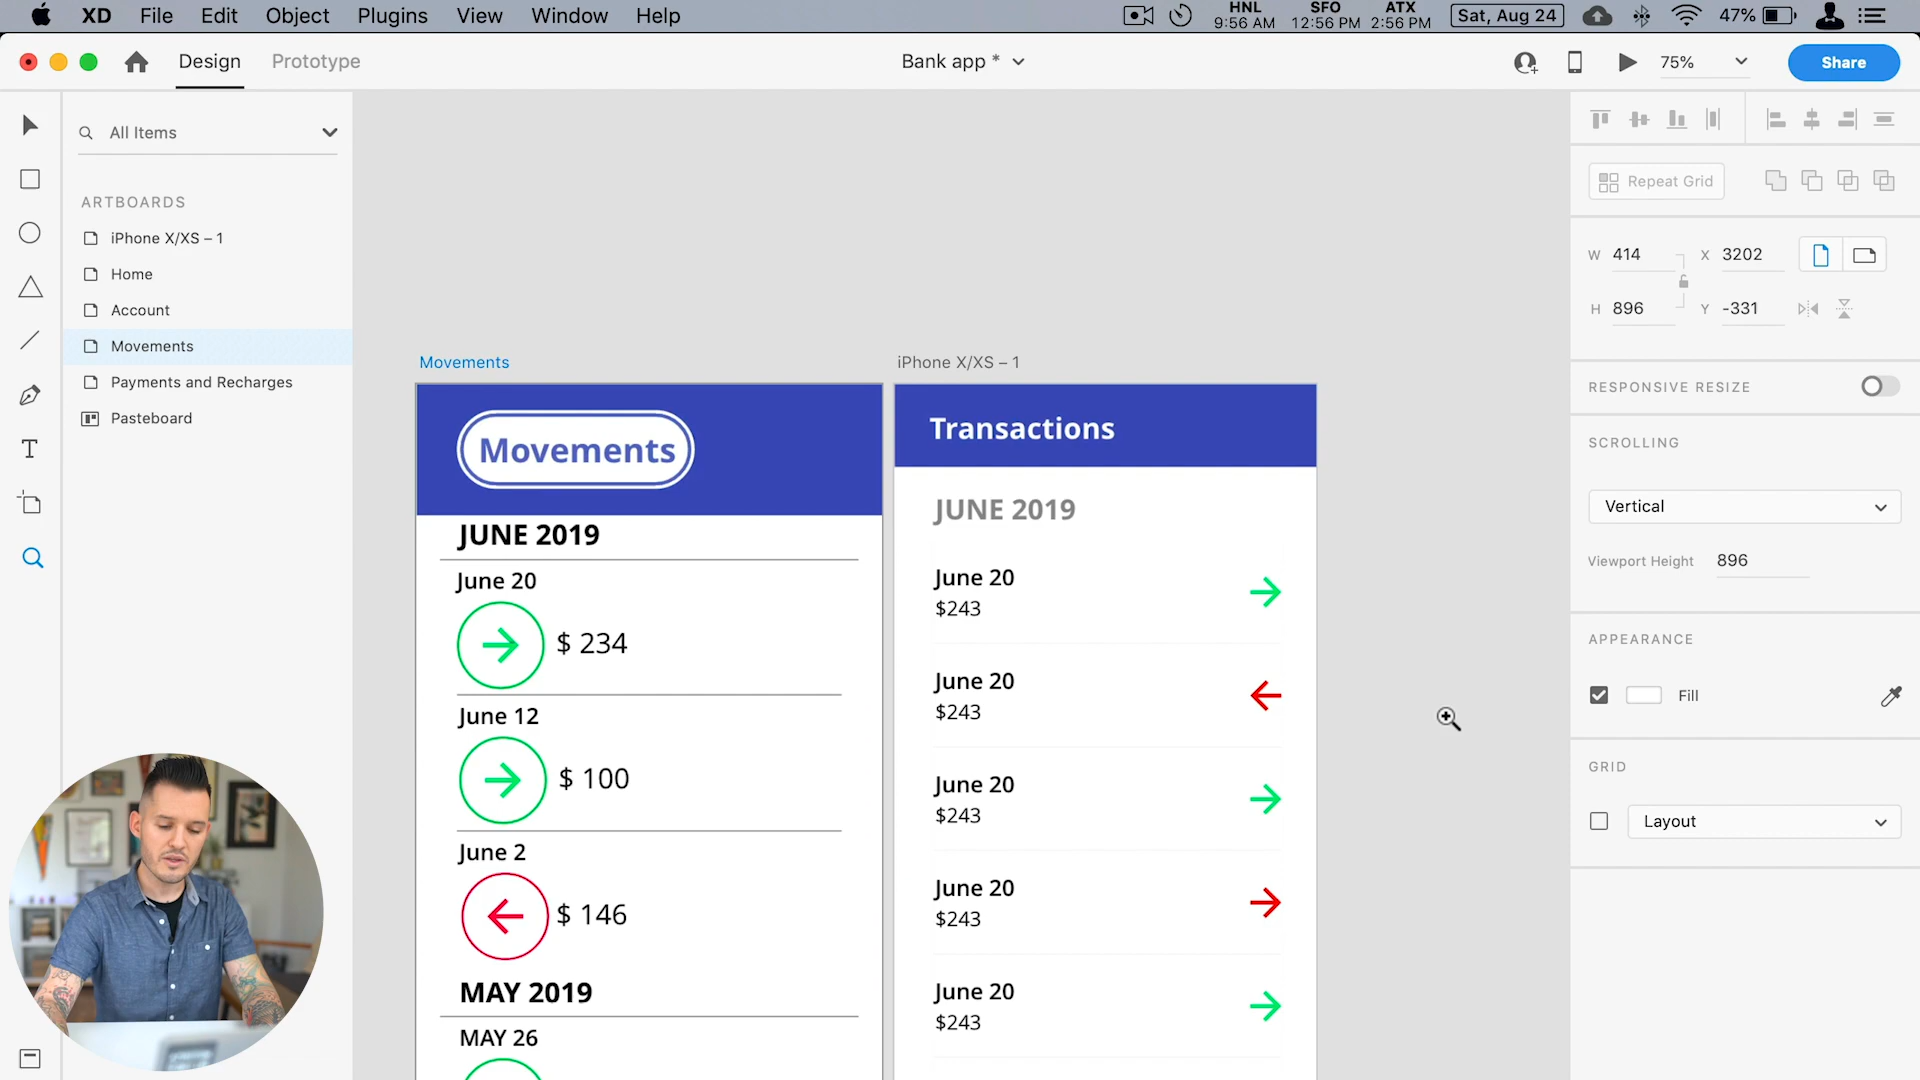 XD File Edit Object Plugins View Window Help
HNL 9:56 AM SFO 12:56 PM ATX 2:56 PM Sat, Aug 24 47%
Design Prototype Bank app * 75% Share
All Items
ARTBOARDS
iPhone X/XS – 1
Home
Account
Movements
Payments and Recharges
Pasteboard
Movements
Movements
JUNE 2019
June 20
$ 234
June 12
$ 100
June 2
$ 146
MAY 2019
MAY 26
iPhone X/XS – 1
Transactions
JUNE 2019
June 20
$243
June 20
$243
June 20
$243
June 20
$243
June 20
$243
Repeat Grid
W 414 X 3202
H 896 Y -331
RESPONSIVE RESIZE
SCROLLING
Vertical
Viewport Height 896
APPEARANCE
Fill
GRID
Layout